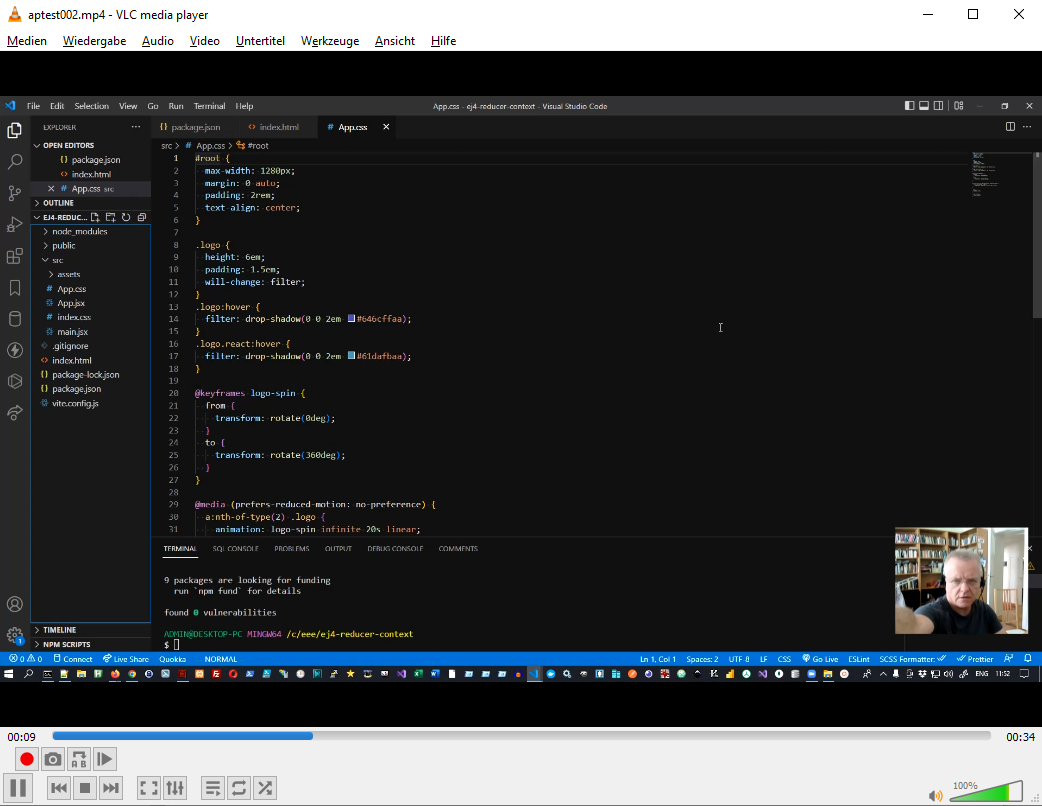 aptest002.mp4 - VLC media player
Medien Wiedergabe Audio Video Untertitel Werkzeuge Ansicht Hilfe
File Edit Selection View Go Run Terminal Help
App.css - ej4-reducer-context - Visual Studio Code
EXPLORER
package.json index.html App.css
OPEN EDITORS
package.json
index.html
App.css src
OUTLINE
EJ4-REDUC...
node_modules
public
src
assets
App.css
App.jsx
index.css
main.jsx
.gitignore
index.html
package-lock.json
package.json
vite.config.js
TIMELINE
NPM SCRIPTS
src > App.css > #root
1 #root {
2 max-width: 1280px;
3 margin: 0 auto;
4 padding: 2rem;
5 text-align: center;
6 }
7
8 .logo {
9 height: 6em;
10 padding: 1.5em;
11 will-change: filter;
12 }
13 .logo:hover {
14 filter: drop-shadow(0 0 2em #646cffaa);
15 }
16 .logo.react:hover {
17 filter: drop-shadow(0 0 2em #61dafbaa);
18 }
19
20 @keyframes logo-spin {
21 from {
22 transform: rotate(0deg);
23 }
24 to {
25 transform: rotate(360deg);
26 }
27 }
28
29 @media (prefers-reduced-motion: no-preference) {
30 a:nth-of-type(2) .logo {
31 animation: logo-spin infinite 20s linear;
TERMINAL SQL CONSOLE PROBLEMS OUTPUT DEBUG CONSOLE COMMENTS
9 packages are looking for funding
run `npm fund` for details
found 0 vulnerabilities
ADMIN@DESKTOP-PC MINGW64 /c/eee/ej4-reducer-context
$
0 0 Connect Live Share Quokka NORMAL
Ln 1, Col 1 Spaces: 2 UTF-8 LF CSS Go Live ESLint SCSS Formatter: Prettier
ENG 11:52
00:09
00:34
100%